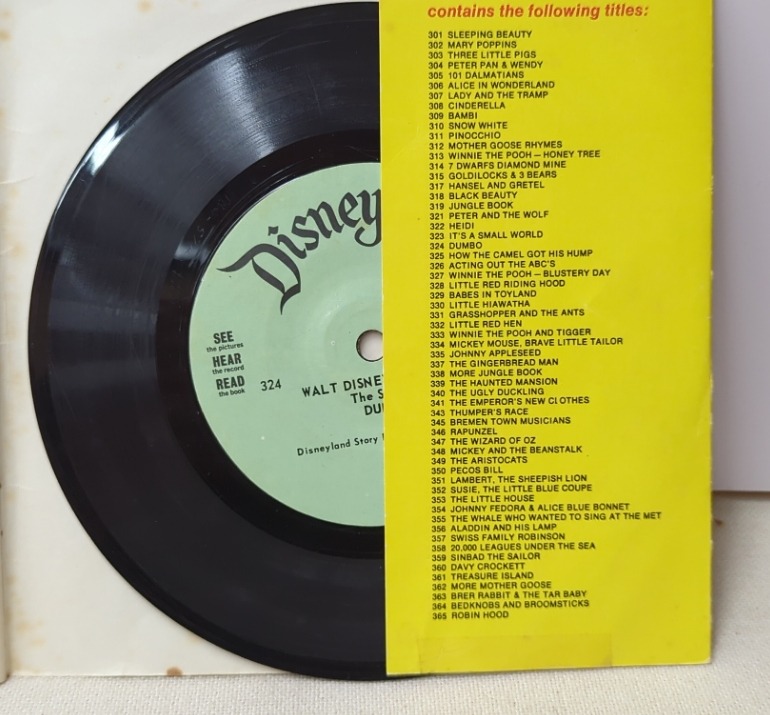 Disney
SEE
the pictures
HEAR
the record
READ
the book
324
WALT DISNEY
The
Disneyland Story
contains the following titles:
301 SLEEPING BEAUTY
302 MARY POPPINS
303 THREE LITTLE PIGS
304 PETER PAN & WENDY
305 101 DALMATIANS
306 ALICE IN WONDERLAND
307 LADY AND THE TRAMP
308 CINDERELLA
309 BAMBI
310 SNOW WHITE
311 PINOCCHIO
312 MOTHER GOOSE RHYMES
313 WINNIE THE POOH – HONEY TREE
314 7 DWARFS DIAMOND MINE
315 GOLDILOCKS & 3 BEARS
317 HANSEL AND GRETEL
318 BLACK BEAUTY
319 JUNGLE BOOK
321 PETER AND THE WOLF
322 HEIDI
323 IT'S A SMALL WORLD
324 DUMBO
325 HOW THE CAMEL GOT HIS HUMP
326 ACTING OUT THE ABC'S
327 WINNIE THE POOH – BLUSTERY DAY
328 LITTLE RED RIDING HOOD
329 BABES IN TOYLAND
330 LITTLE HIAWATHA
331 GRASSHOPPER AND THE ANTS
332 LITTLE RED HEN
333 WINNIE THE POOH AND TIGGER
334 MICKEY MOUSE, BRAVE LITTLE TAILOR
335 JOHNNY APPLESEED
337 THE GINGERBREAD MAN
338 MORE JUNGLE BOOK
339 THE HAUNTED MANSION
340 THE UGLY DUCKLING
341 THE EMPEROR'S NEW CLOTHES
343 THUMPER'S RACE
345 BREMEN TOWN MUSICIANS
346 RAPUNZEL
347 THE WIZARD OF OZ
348 MICKEY AND THE BEANSTALK
349 THE ARISTOCATS
350 PECOS BILL
351 LAMBERT, THE SHEEPISH LION
352 SUSIE, THE LITTLE BLUE COUPE
353 THE LITTLE HOUSE
354 JOHNNY FEDORA & ALICE BLUE BONNET
355 THE WHALE WHO WANTED TO SING AT THE MET
356 ALADDIN AND HIS LAMP
357 SWISS FAMILY ROBINSON
358 20,000 LEAGUES UNDER THE SEA
359 SINBAD THE SAILOR
360 DAVY CROCKETT
361 TREASURE ISLAND
362 MORE MOTHER GOOSE
363 BRER RABBIT & THE TAR BABY
364 BEDKNOBS AND BROOMSTICKS
365 ROBIN HOOD